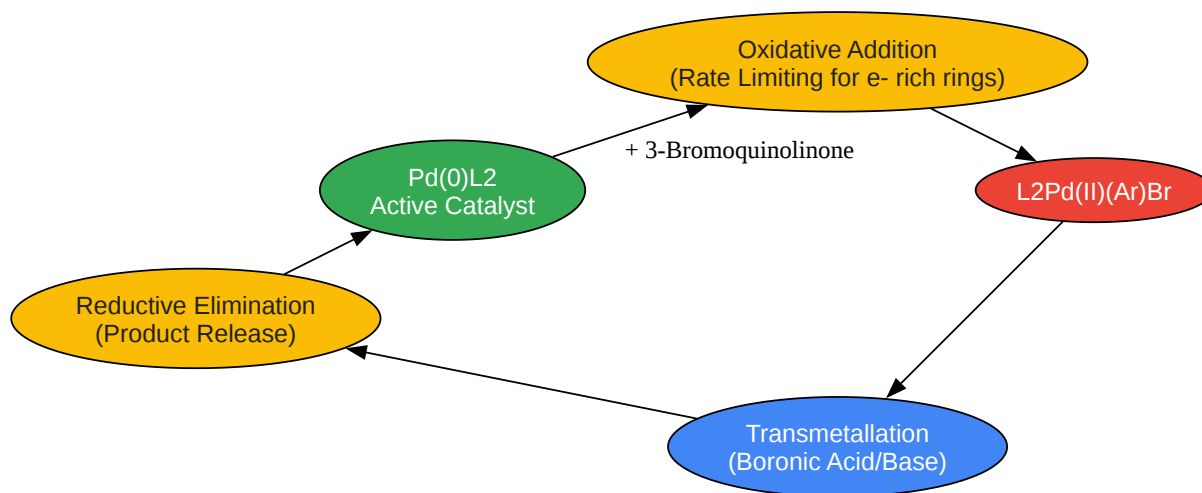 Oxidative Addition
(Rate Limiting for e- rich rings)
+ 3-Bromoquinolinone
Pd(0)L2
Active Catalyst
L2Pd(II)(Ar)Br
Reductive Elimination
(Product Release)
Transmetallation
(Boronic Acid/Base)